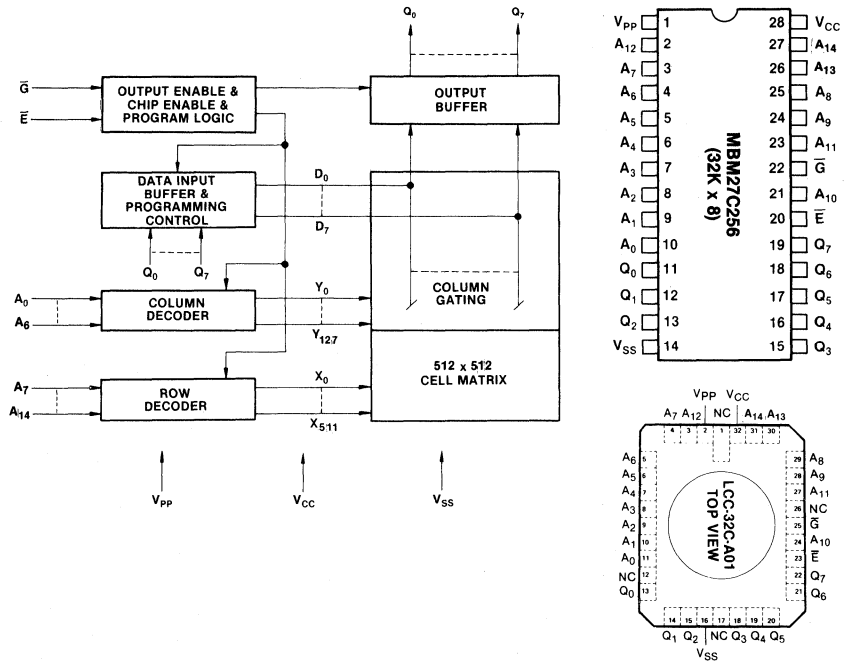 Q0 Q7
G̅
E̅
OUTPUT ENABLE &
CHIP ENABLE &
PROGRAM LOGIC
OUTPUT
BUFFER
DATA INPUT
BUFFER &
PROGRAMMING
CONTROL
D0
D7
Q0 Q7
A0
A6
COLUMN
DECODER
Y0
Y127
COLUMN
GATING
512 x 512
CELL MATRIX
A7
A14
ROW
DECODER
X0
X511
VPP VCC VSS
VPP 1 28 VCC
A12 2 27 A14
A7 3 26 A13
A6 4 25 A8
A5 5 24 A9
A4 6 23 A11
A3 7 22 G̅
A2 8 21 A10
A1 9 20 E̅
A0 10 19 Q7
Q0 11 18 Q6
Q1 12 17 Q5
Q2 13 16 Q4
VSS 14 15 Q3
MBM27C256
(32K x 8)
VPP VCC
A7 A12 NC A14 A13
4 3 2 1 32 31 30
A6 5 29 A8
A5 6 28 A9
A4 7 27 A11
A3 8 26 NC
A2 9 25 G̅
A1 10 24 A10
A0 11 23 E̅
NC 12 22 Q7
Q0 13 21 Q6
LCC-32C-A01
TOP VIEW
14 15 16 17 18 19 20
Q1 Q2 NC Q3 Q4 Q5
VSS